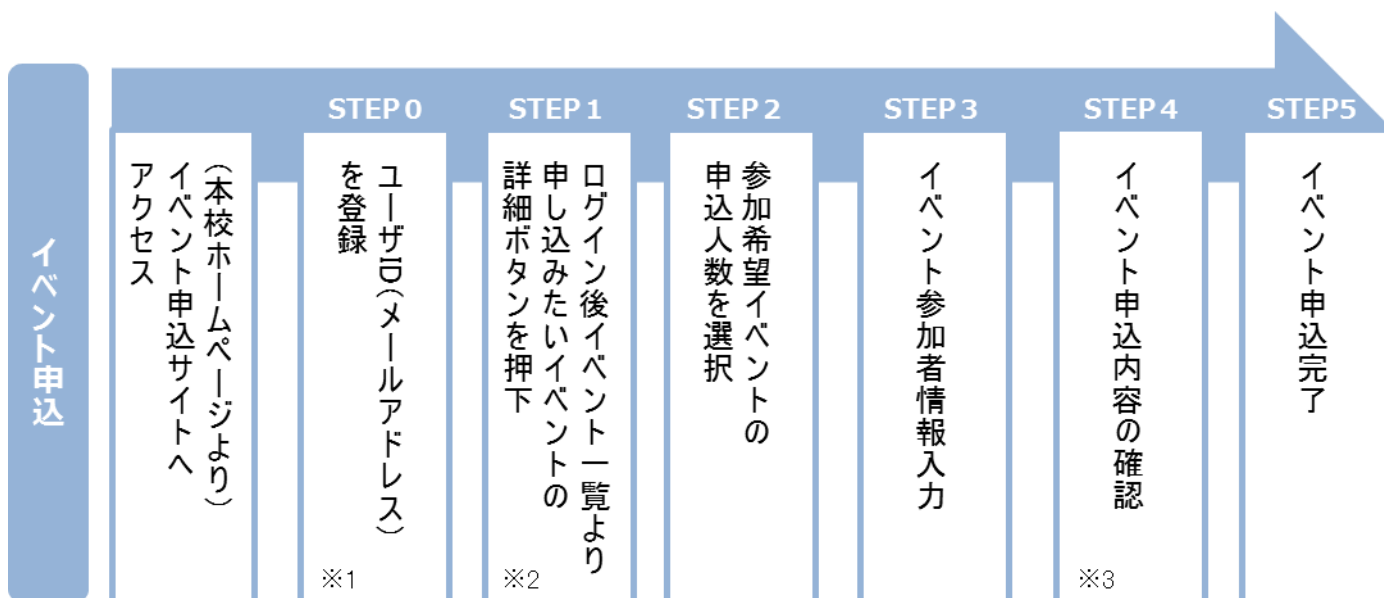 イベント申込
（本校ホームページより）
イベント申込サイトへ
アクセス
STEP0
ユーザID（メールアドレス）
を登録
※1
STEP1
ログイン後イベント一覧より
申し込みたいイベントの
詳細ボタンを押下
※2
STEP2
参加希望イベントの
申込人数を選択
STEP3
イベント参加者情報入力
STEP4
イベント申込内容の確認
※3
STEP5
イベント申込完了